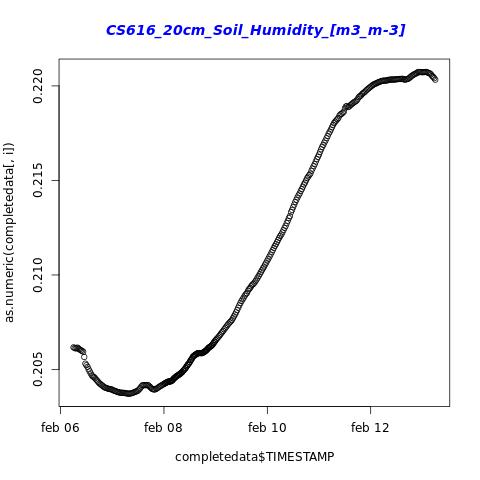 CS616_20cm_Soil_Humidity_[m3_m-3]
as.numeric(completedata[, i])
0.220
0.215
0.210
0.205
feb 06 feb 08 feb 10 feb 12
completedata$TIMESTAMP